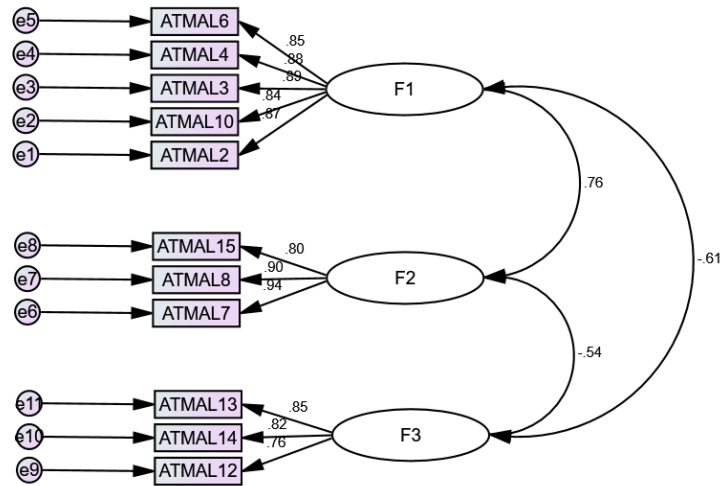 e5 ATMAL6
.85
e4 ATMAL4
.88
e3 ATMAL3 F1
.89
e2 ATMAL10
.84
e1 ATMAL2
.87
.76
-.61
e8 ATMAL15
.80
e7 ATMAL8 F2
.90
e6 ATMAL7
.94
-.54
e11 ATMAL13
.85
e10 ATMAL14 F3
.82
e9 ATMAL12
.76